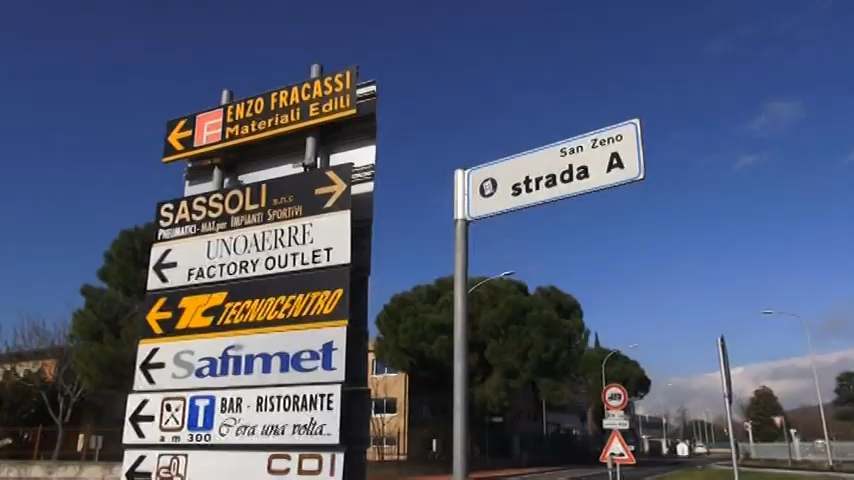 ENZO FRACASSI
Materiali Edili
SASSOLI s.n.c.
PNEUMATICI - MAT. per IMPIANTI SPORTIVI
UNOAERRE
FACTORY OUTLET
TC TECNOCENTRO
Safimet
BAR - RISTORANTE
C'era una volta...
T
a m 300
CDI
San Zeno
strada A